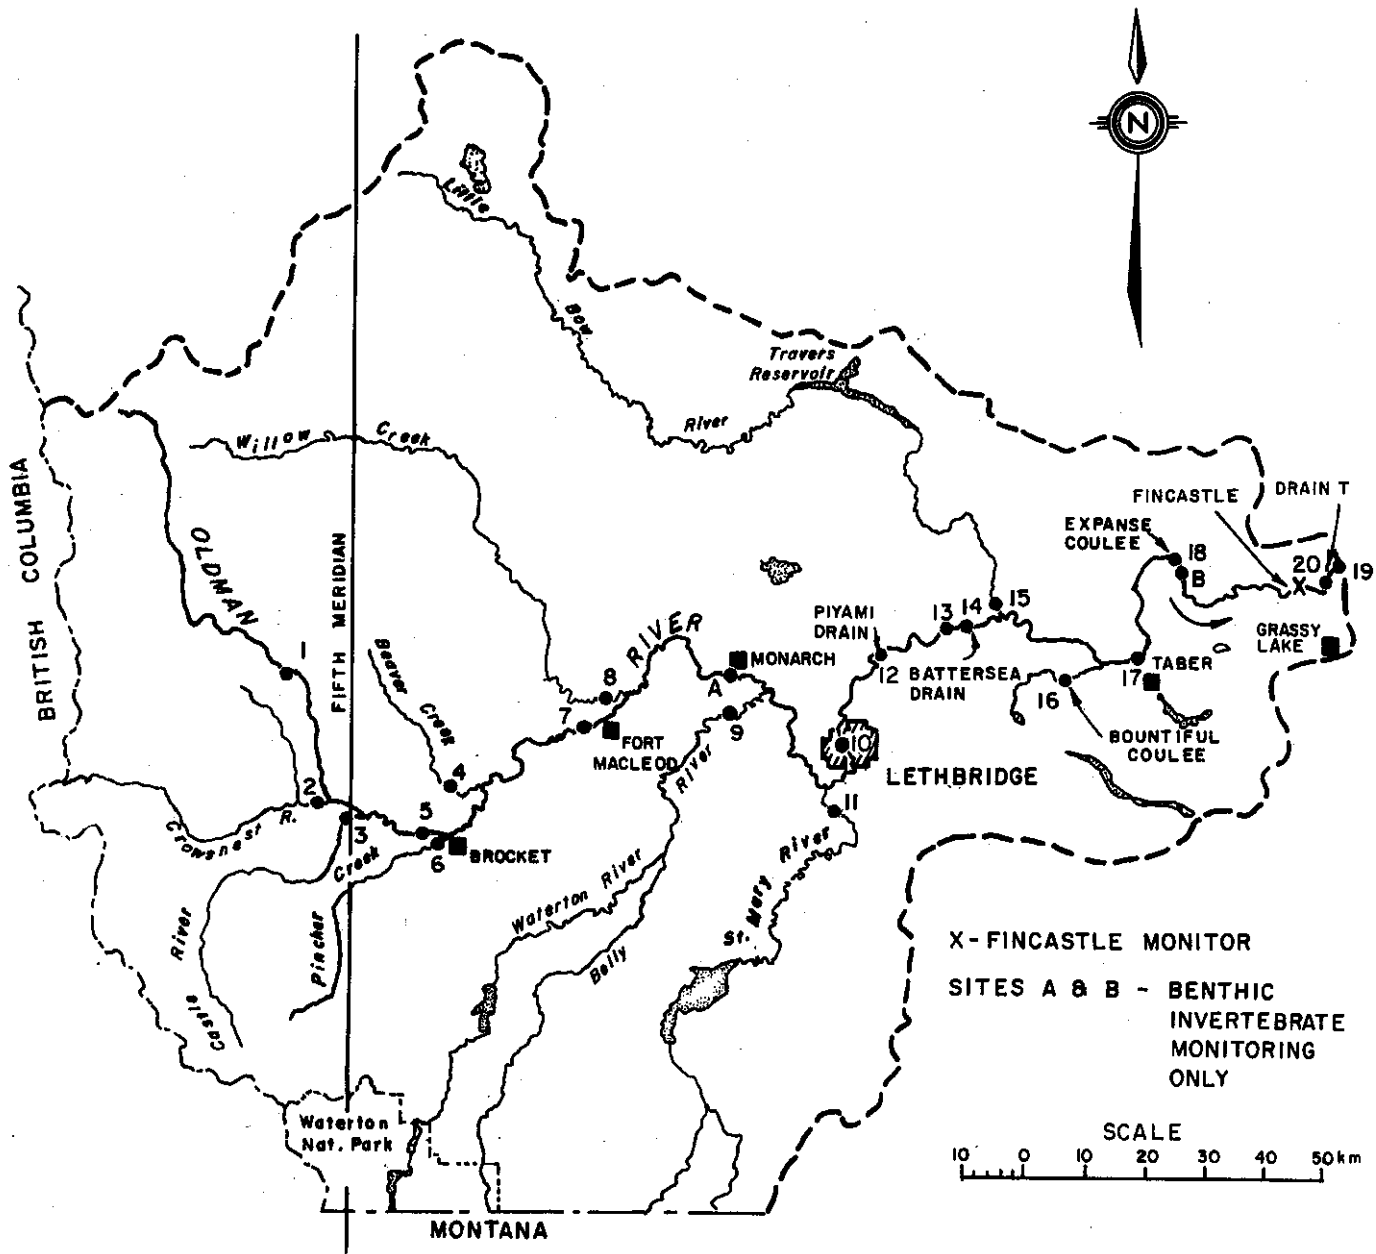 N
Little
Bow
River
Travers
Reservoir
Willow
Creek
BRITISH COLUMBIA
OLDMAN
RIVER
FIFTH MERIDIAN
FINCASTLE
DRAIN T
EXPANSE
COULEE
18
B
X
20
19
GRASSY
LAKE
1
Beaver
Creek
8
7
FORT
MACLEOD
A
MONARCH
9
PIYAMI
DRAIN
12
13
14
15
BATTERSEA
DRAIN
16
17
TABER
BOUNTIFUL
COULEE
10
LETHBRIDGE
11
2
3
4
5
6
BROCKET
Crowsnest R.
Castle
River
Pincher
Creek
Waterton River
Belly
River
St. Mary River
Waterton
Nat. Park
MONTANA
X - FINCASTLE MONITOR
SITES A & B - BENTHIC
INVERTEBRATE
MONITORING
ONLY
SCALE
10 0 10 20 30 40 50 km